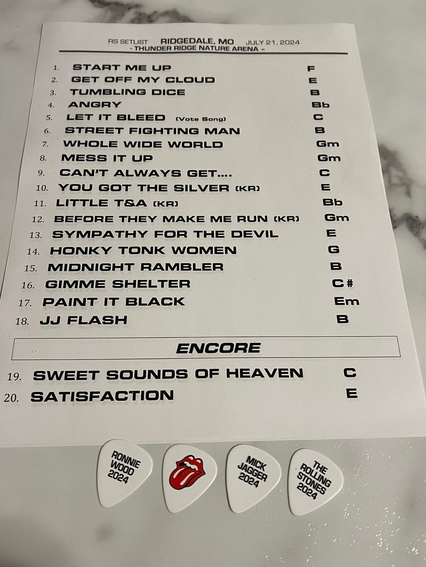 RS SETLIST RIDGEDALE, MO JULY 21, 2024
- THUNDER RIDGE NATURE ARENA -
1. START ME UP F
2. GET OFF MY CLOUD E
3. TUMBLING DICE B
4. ANGRY Bb
5. LET IT BLEED (Vote Song) C
6. STREET FIGHTING MAN B
7. WHOLE WIDE WORLD Gm
8. MESS IT UP Gm
9. CAN'T ALWAYS GET.... C
10. YOU GOT THE SILVER (KR) E
11. LITTLE T&A (KR) Bb
12. BEFORE THEY MAKE ME RUN (KR) Gm
13. SYMPATHY FOR THE DEVIL E
14. HONKY TONK WOMEN G
15. MIDNIGHT RAMBLER B
16. GIMME SHELTER C#
17. PAINT IT BLACK Em
18. JJ FLASH B
ENCORE
19. SWEET SOUNDS OF HEAVEN C
20. SATISFACTION E
RONNIE
WOOD
2024
MICK
JAGGER
2024
THE
ROLLING
STONES
2024